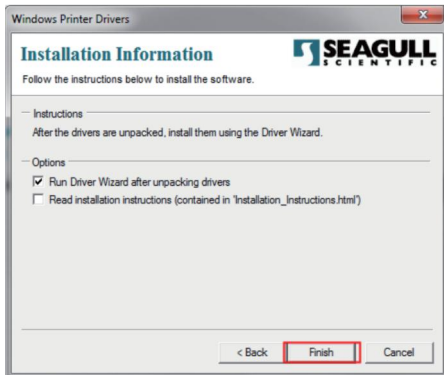 Windows Printer Drivers
Installation Information
SEAGULL
SCIENTIFIC
Follow the instructions below to install the software.
Instructions
After the drivers are unpacked, install them using the Driver Wizard.
Options
Run Driver Wizard after unpacking drivers
Read installation instructions (contained in 'Installation_Instructions.html')
< Back
Finish
Cancel